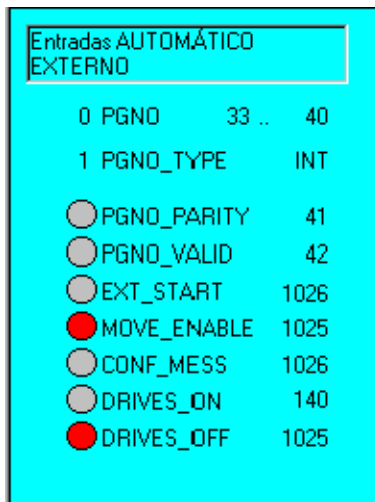 Entradas AUTOMÁTICO
EXTERNO
0 PGNO 33 .. 40
1 PGNO_TYPE INT
PGNO_PARITY 41
PGNO_VALID 42
EXT_START 1026
MOVE_ENABLE 1025
CONF_MESS 1026
DRIVES_ON 140
DRIVES_OFF 1025